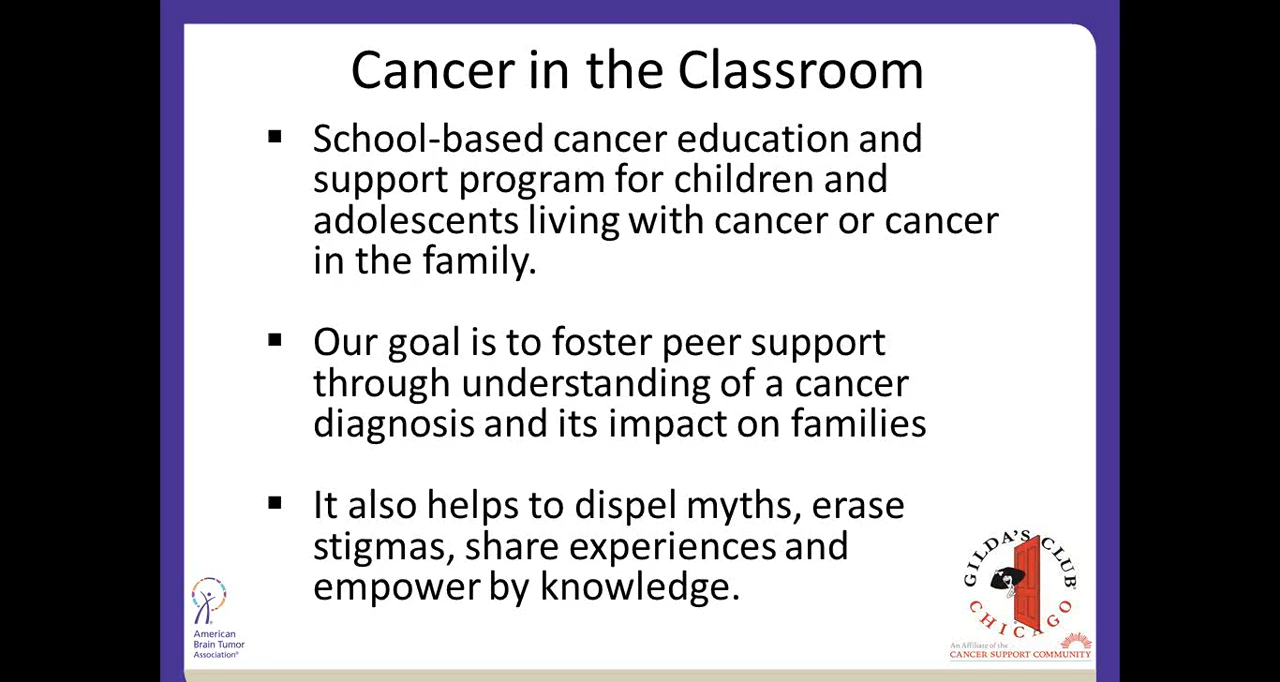 Cancer in the Classroom
▪ School-based cancer education and
support program for children and
adolescents living with cancer or cancer
in the family.
▪ Our goal is to foster peer support
through understanding of a cancer
diagnosis and its impact on families
▪ It also helps to dispel myths, erase
stigmas, share experiences and
empower by knowledge.
American
Brain Tumor
Association®
GILDA'S CLUB
CHICAGO
An Affiliate of the
CANCER SUPPORT COMMUNITY